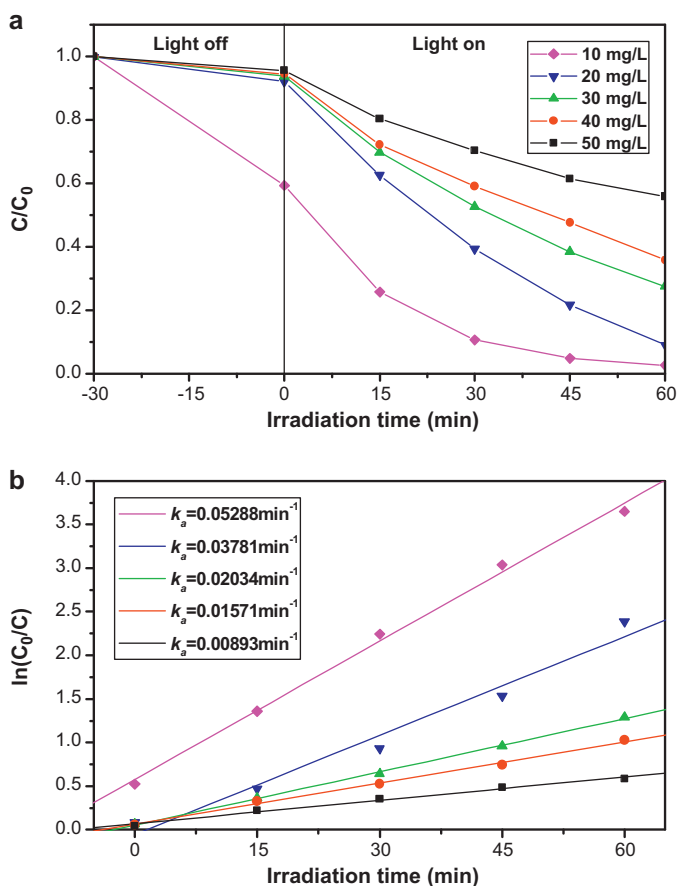 a
Light off
Light on
10 mg/L
20 mg/L
30 mg/L
40 mg/L
50 mg/L
1.0
0.8
0.6
0.4
0.2
0.0
C/C₀
-30
-15
0
15
30
45
60
Irradiation time (min)
b
4.0
3.5
3.0
2.5
2.0
1.5
1.0
0.5
0.0
ln(C₀/C)
kₐ=0.05288min⁻¹
kₐ=0.03781min⁻¹
kₐ=0.02034min⁻¹
kₐ=0.01571min⁻¹
kₐ=0.00893min⁻¹
0
15
30
45
60
Irradiation time (min)